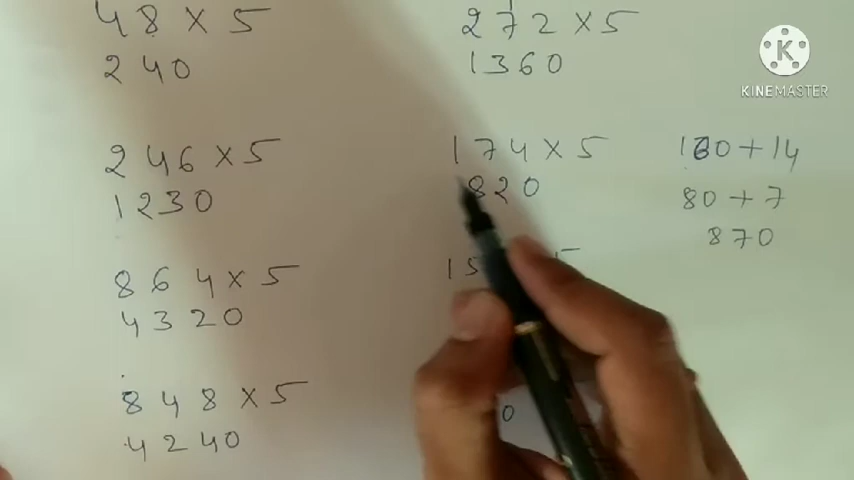 48 × 5
240
246 × 5
1230
864 × 5
4320
848 × 5
4240
272 × 5
1360
174 × 5
820
160 + 14
80 + 7
870
KINEMASTER